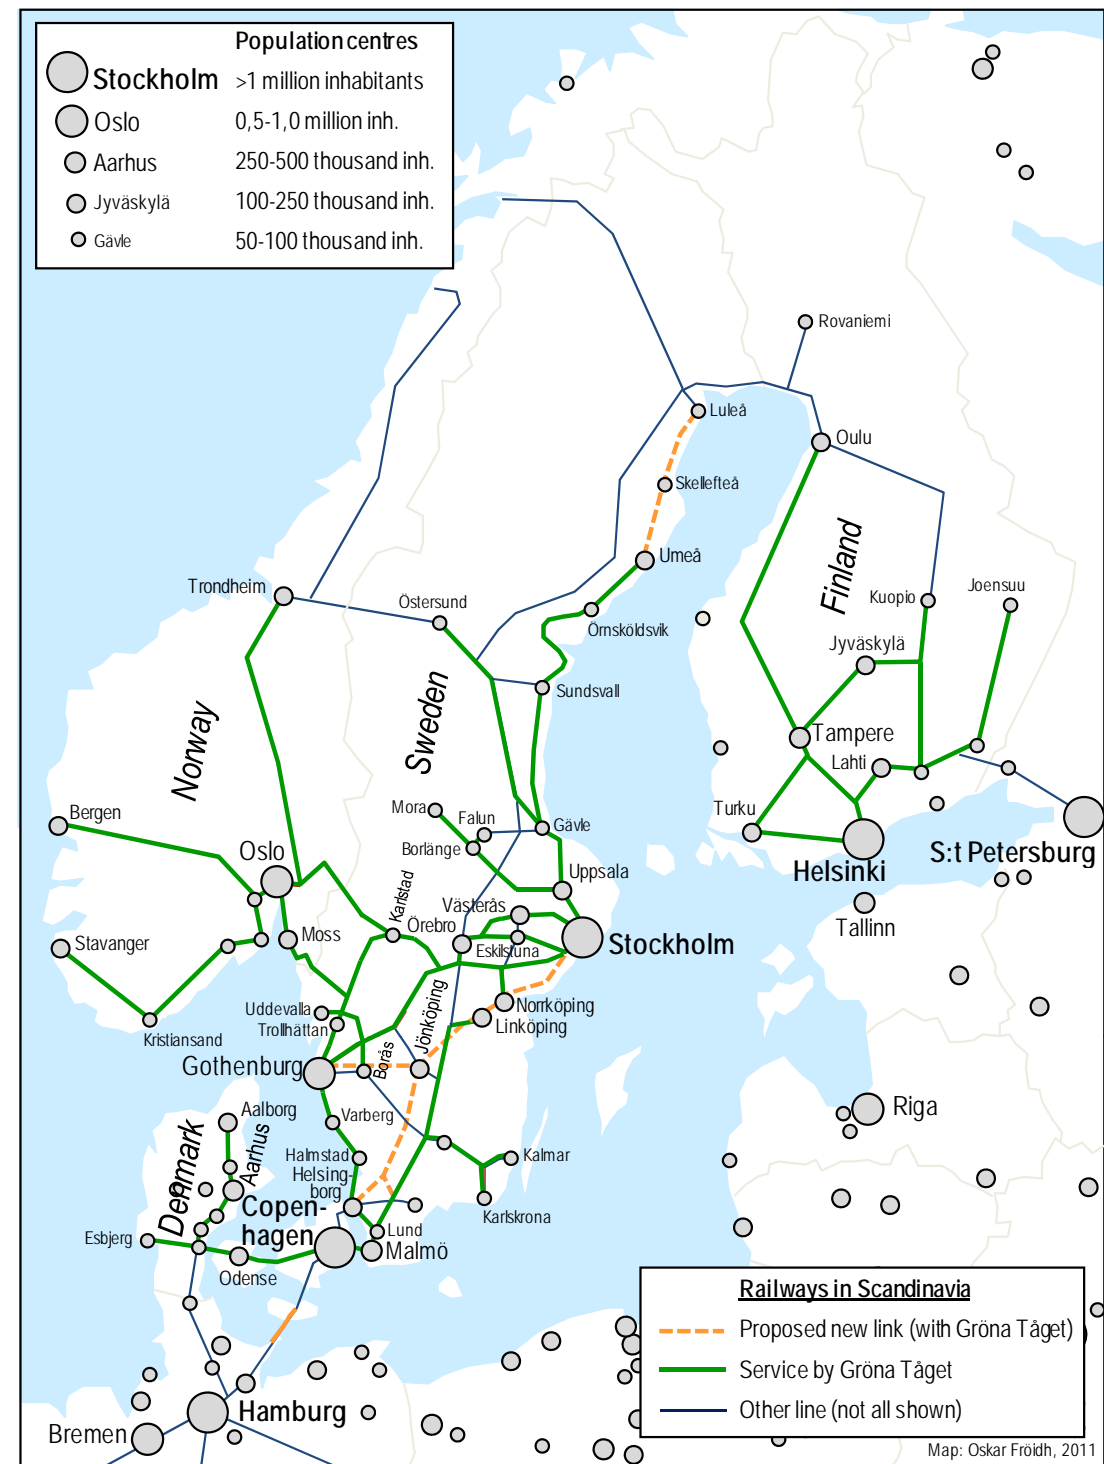 Population centres
Stockholm >1 million inhabitants
Oslo 0,5-1,0 million inh.
Aarhus 250-500 thousand inh.
Jyväskylä 100-250 thousand inh.
Gävle 50-100 thousand inh.
Rovaniemi
Luleå
Oulu
Skellefteå
Umeå
Finland
Trondheim
Östersund
Kuopio
Joensuu
Örnsköldsvik
Jyväskylä
Sundsvall
Sweden
Norway
Tampere
Lahti
Mora
Falun
Gävle
Turku
Bergen
Borlänge
Helsinki
S:t Petersburg
Oslo
Uppsala
Karlstad
Västerås
Örebro
Tallinn
Stavanger
Moss
Eskilstuna
Stockholm
Uddevalla
Trollhättan
Jönköping
Norrköping
Linköping
Kristiansand
Gothenburg
Borås
Aalborg
Varberg
Riga
Denmark
Aarhus
Halmstad
Kalmar
Helsing-
borg
Copen-
hagen
Karlskrona
Esbjerg
Lund
Malmö
Odense
Railways in Scandinavia
Proposed new link (with Gröna Tåget)
Service by Gröna Tåget
Other line (not all shown)
Hamburg
Bremen
Map: Oskar Fröidh, 2011